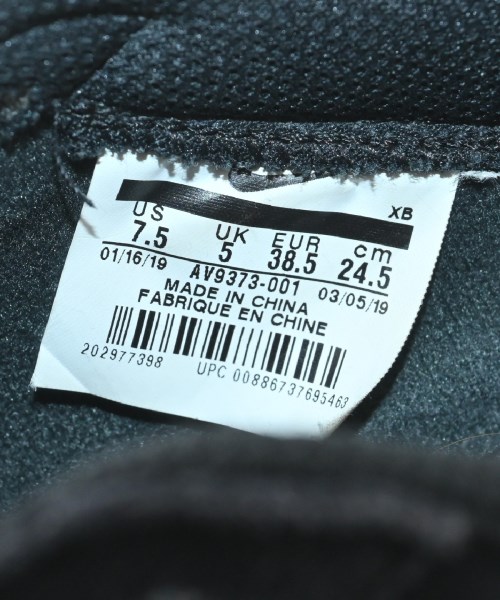 XB
US UK EUR cm
7.5 5 38.5 24.5
01/16/19 AV9373-001 03/05/19
MADE IN CHINA
FABRIQUE EN CHINE
202977398 UPC 00886737695463